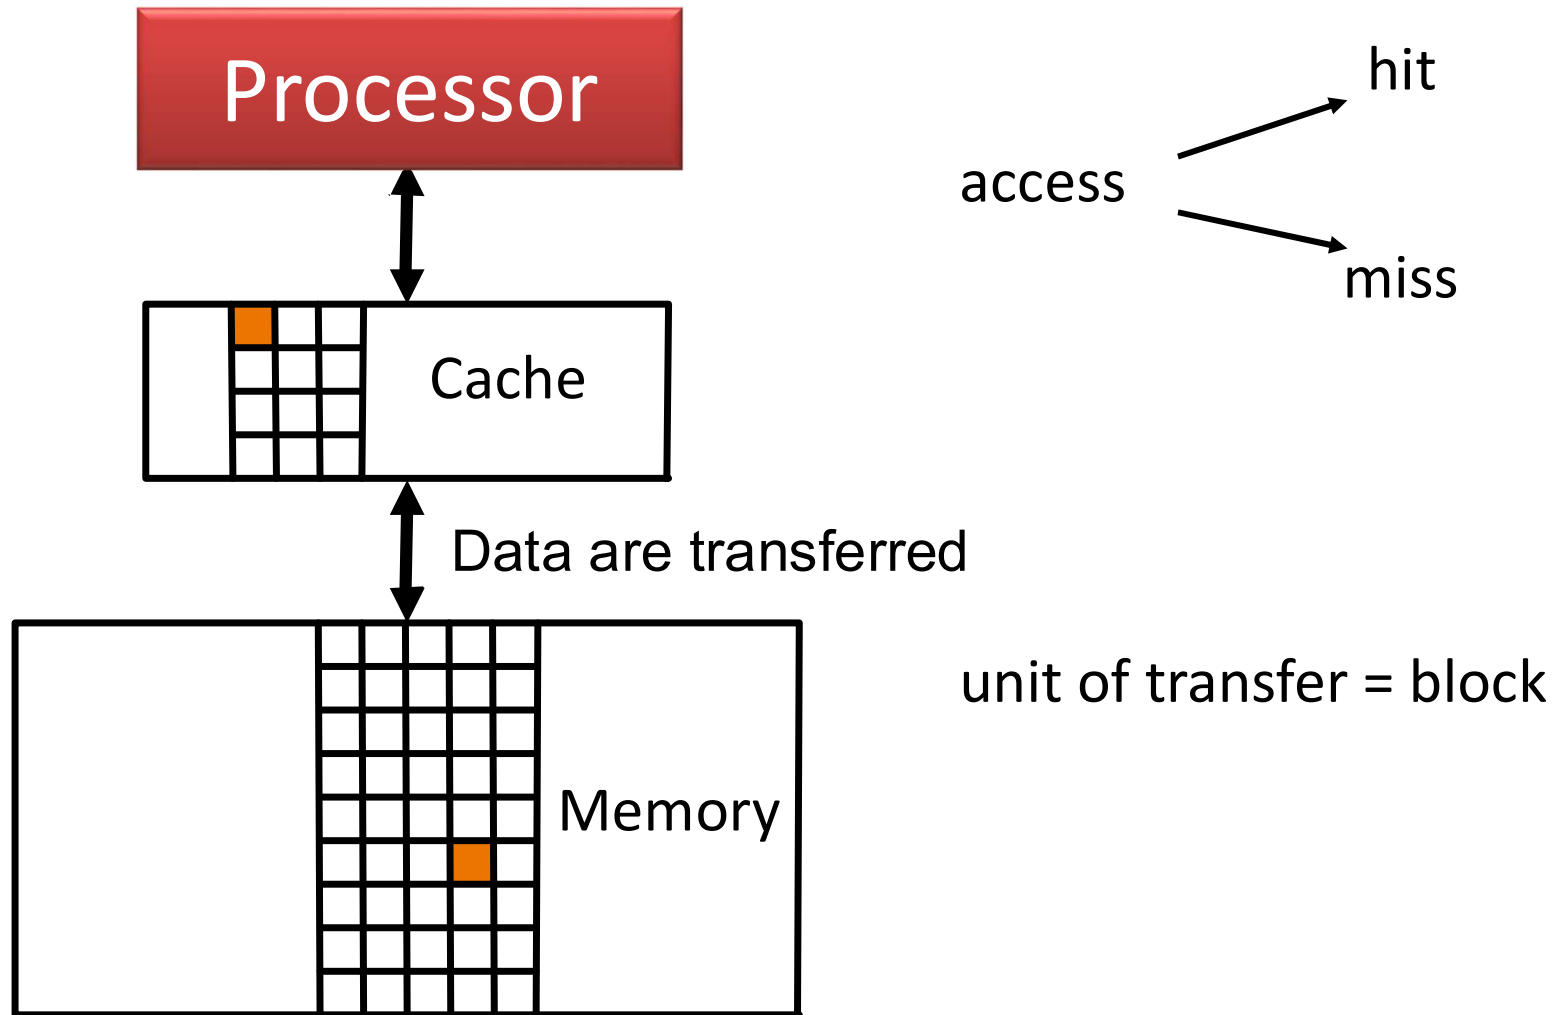 Processor
hit
access
miss
Cache
Data are transferred
unit of transfer = block
Memory